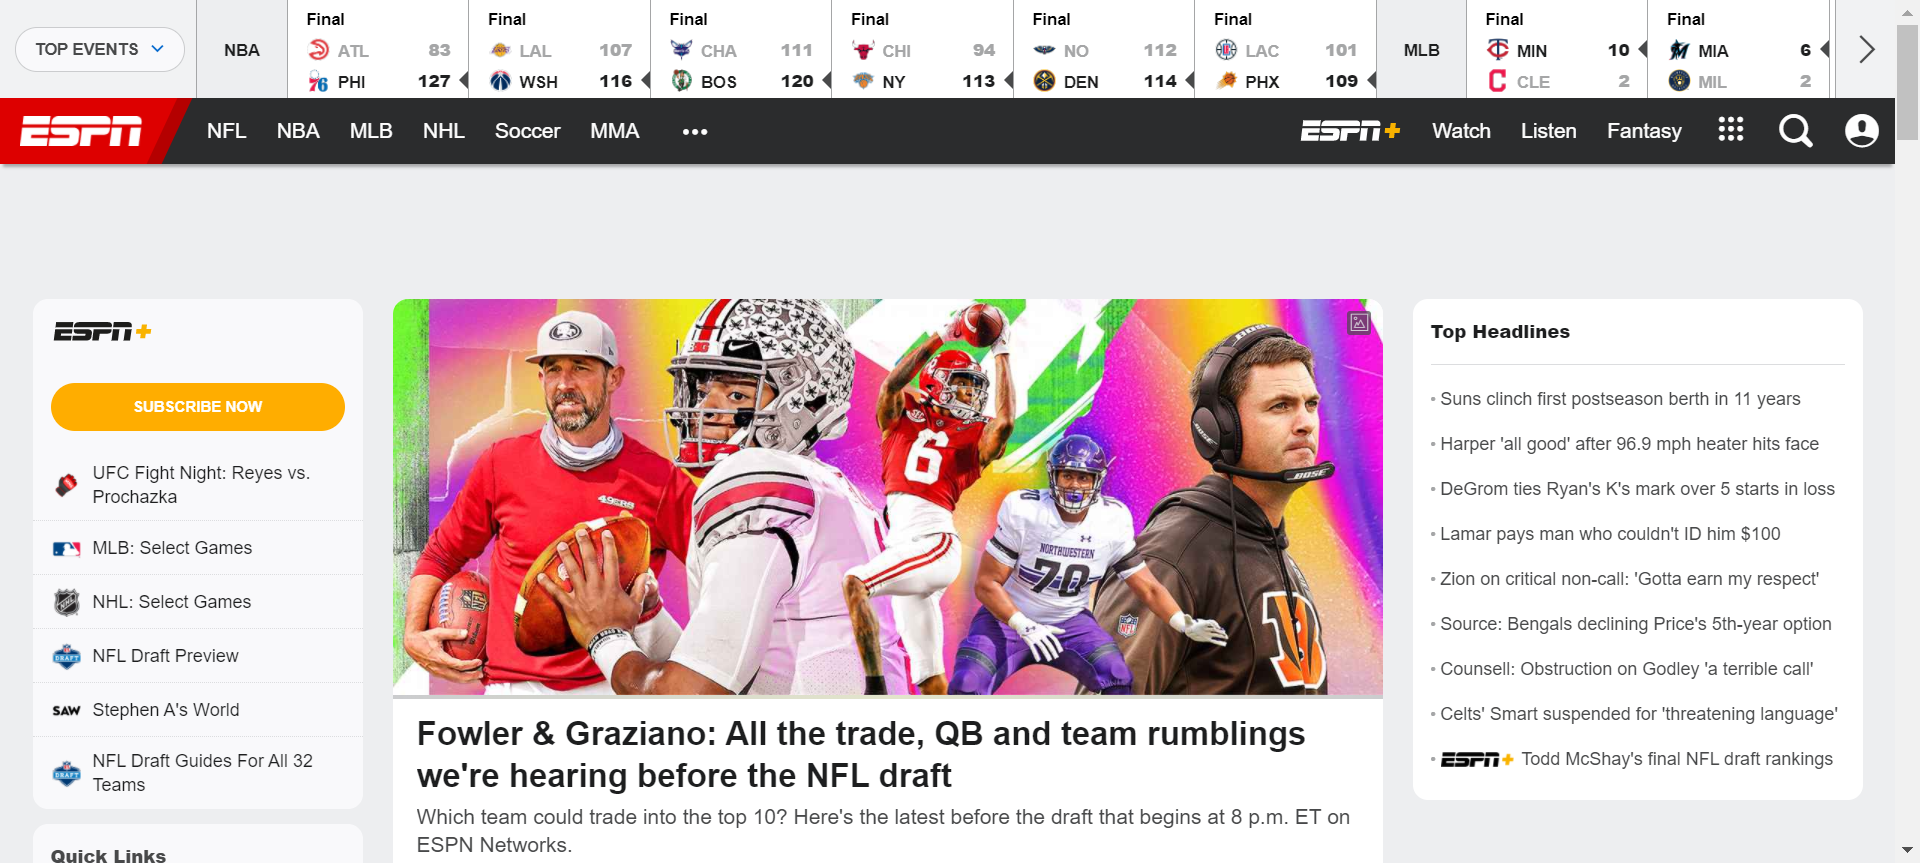 TOP EVENTS
NBA
Final
ATL 83
PHI 127
Final
LAL 107
WSH 116
Final
CHA 111
BOS 120
Final
CHI 94
NY 113
Final
NO 112
DEN 114
Final
LAC 101
PHX 109
MLB
Final
MIN 10
CLE 2
Final
MIA 6
MIL 2
ESPN NFL NBA MLB NHL Soccer MMA ESPN+ Watch Listen Fantasy
ESPN+
SUBSCRIBE NOW
UFC Fight Night: Reyes vs.
Prochazka
MLB: Select Games
NHL: Select Games
DRAFT NFL Draft Preview
SAW Stephen A's World
DRAFT NFL Draft Guides For All 32
Teams
Quick Links
BOSE
BOSE
6
49ERS
NORTHWESTERN
70
NFL
B
Fowler & Graziano: All the trade, QB and team rumblings
we're hearing before the NFL draft
Which team could trade into the top 10? Here's the latest before the draft that begins at 8 p.m. ET on
ESPN Networks.
Top Headlines
Suns clinch first postseason berth in 11 years
Harper 'all good' after 96.9 mph heater hits face
DeGrom ties Ryan's K's mark over 5 starts in loss
Lamar pays man who couldn't ID him $100
Zion on critical non-call: 'Gotta earn my respect'
Source: Bengals declining Price's 5th-year option
Counsell: Obstruction on Godley 'a terrible call'
Celts' Smart suspended for 'threatening language'
ESPN+ Todd McShay's final NFL draft rankings